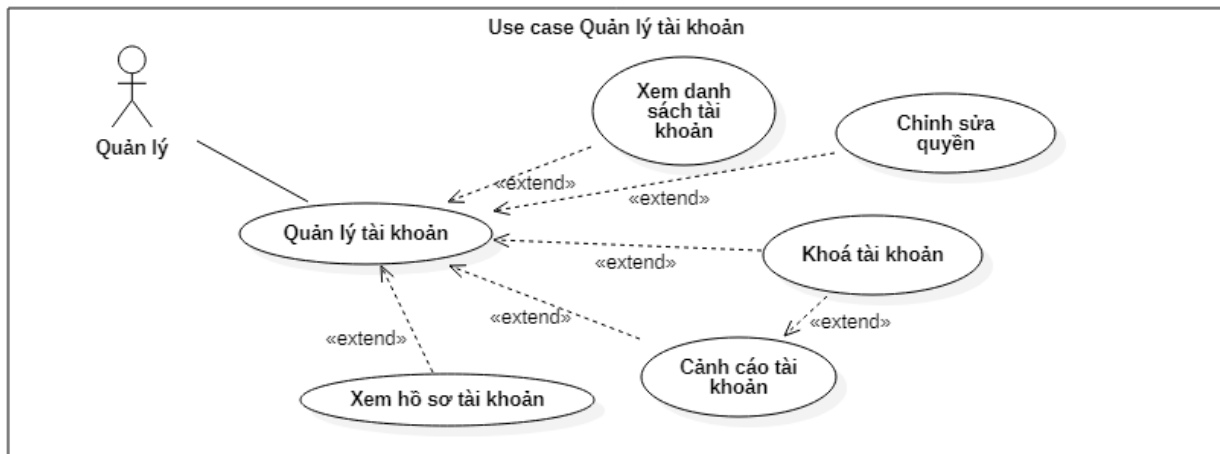 Use case Quản lý tài khoản
Quản lý
Xem danh
sách tài
khoản
Chỉnh sửa
quyền
«extend»
«extend»
Quản lý tài khoản
«extend»
Khoá tài khoản
«extend»
«extend»
«extend»
Cảnh cáo tài
khoản
Xem hồ sơ tài khoản